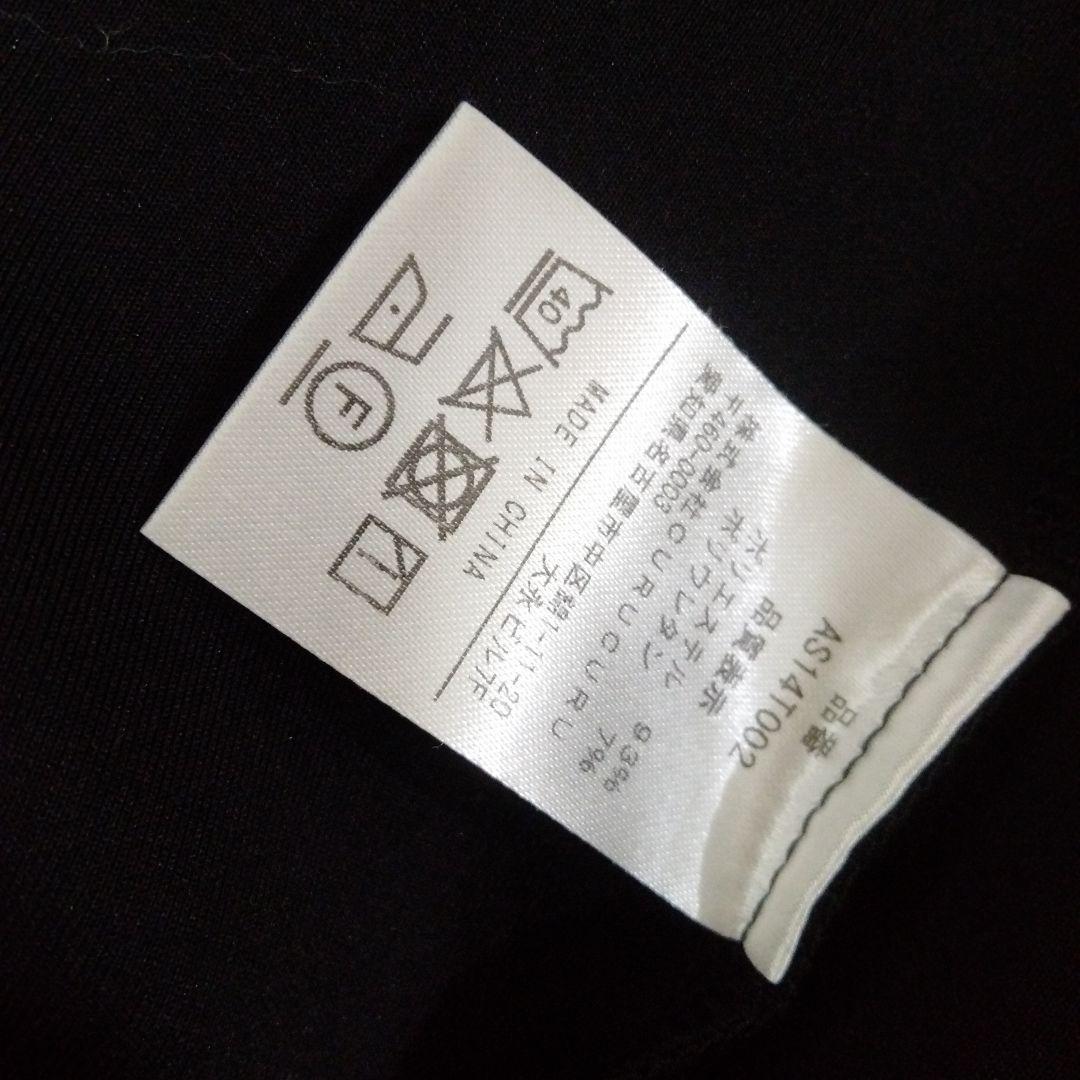 品番
AS14T002
品質表示
ポリエステル 93%
ポリウレタン 7%
株式会社CURUCURU
〒460-0003
愛知県名古屋市中区錦1-11-20
大永ビル7F
MADE IN CHINA
40
F